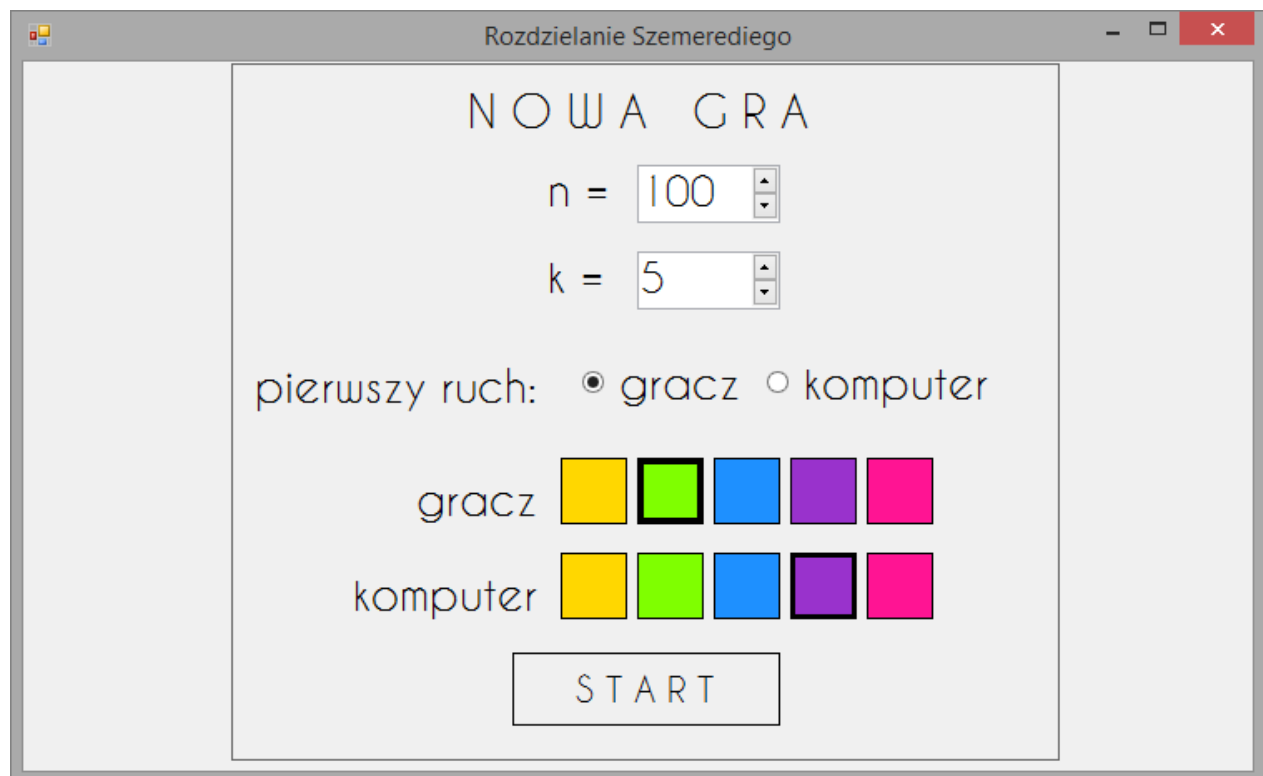 Rozdzielanie Szemerediego
NOWA GRA
n = 100
k = 5
pierwszy ruch: gracz komputer
gracz
komputer
START